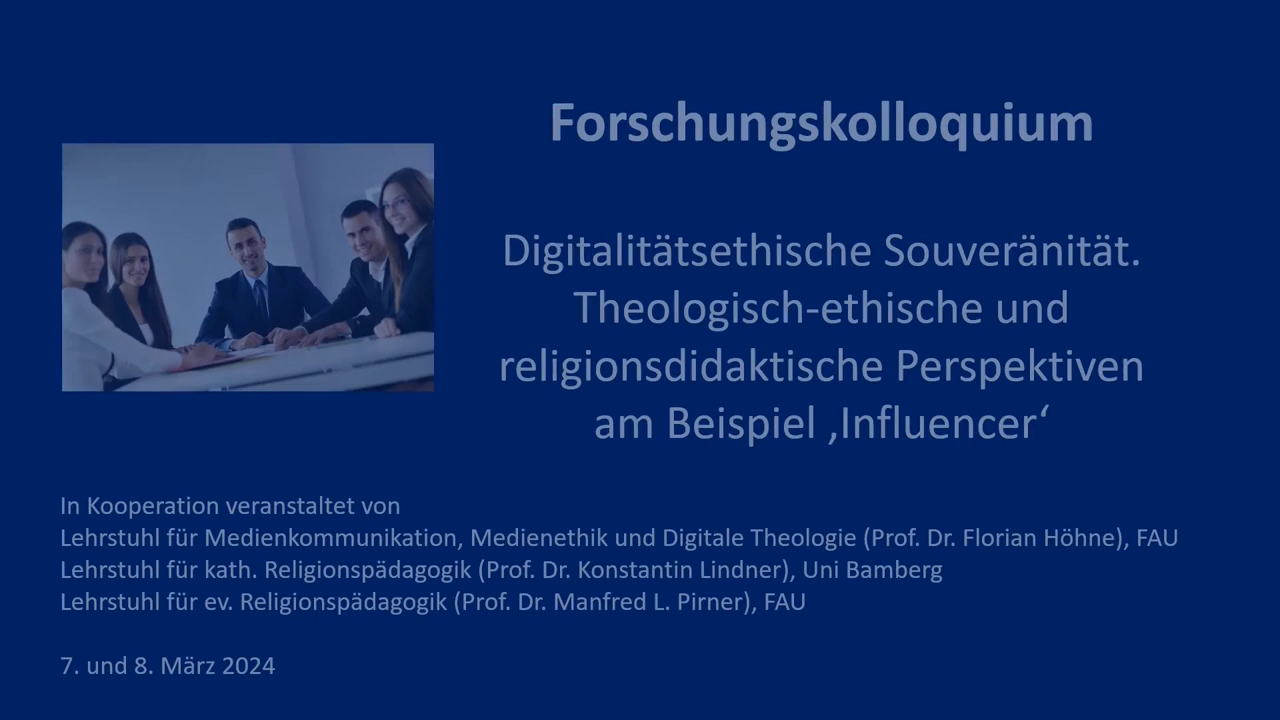 Forschungskolloquium
Digitalitätsethische Souveränität.
Theologisch-ethische und
religionsdidaktische Perspektiven
am Beispiel ‚Influencer‘
In Kooperation veranstaltet von
Lehrstuhl für Medienkommunikation, Medienethik und Digitale Theologie (Prof. Dr. Florian Höhne), FAU
Lehrstuhl für kath. Religionspädagogik (Prof. Dr. Konstantin Lindner), Uni Bamberg
Lehrstuhl für ev. Religionspädagogik (Prof. Dr. Manfred L. Pirner), FAU
7. und 8. März 2024